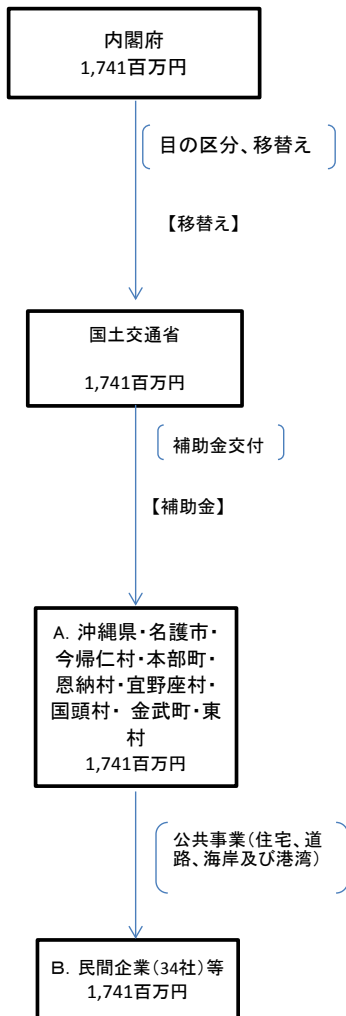 内閣府
1,741百万円
目の区分、移替え
【移替え】
国土交通省
1,741百万円
補助金交付
【補助金】
A. 沖縄県・名護市・
今帰仁村・本部町・
恩納村・宜野座村・
国頭村・ 金武町・東
村
1,741百万円
公共事業(住宅、道
路、海岸及び港湾)
B. 民間企業(34社)等
1,741百万円